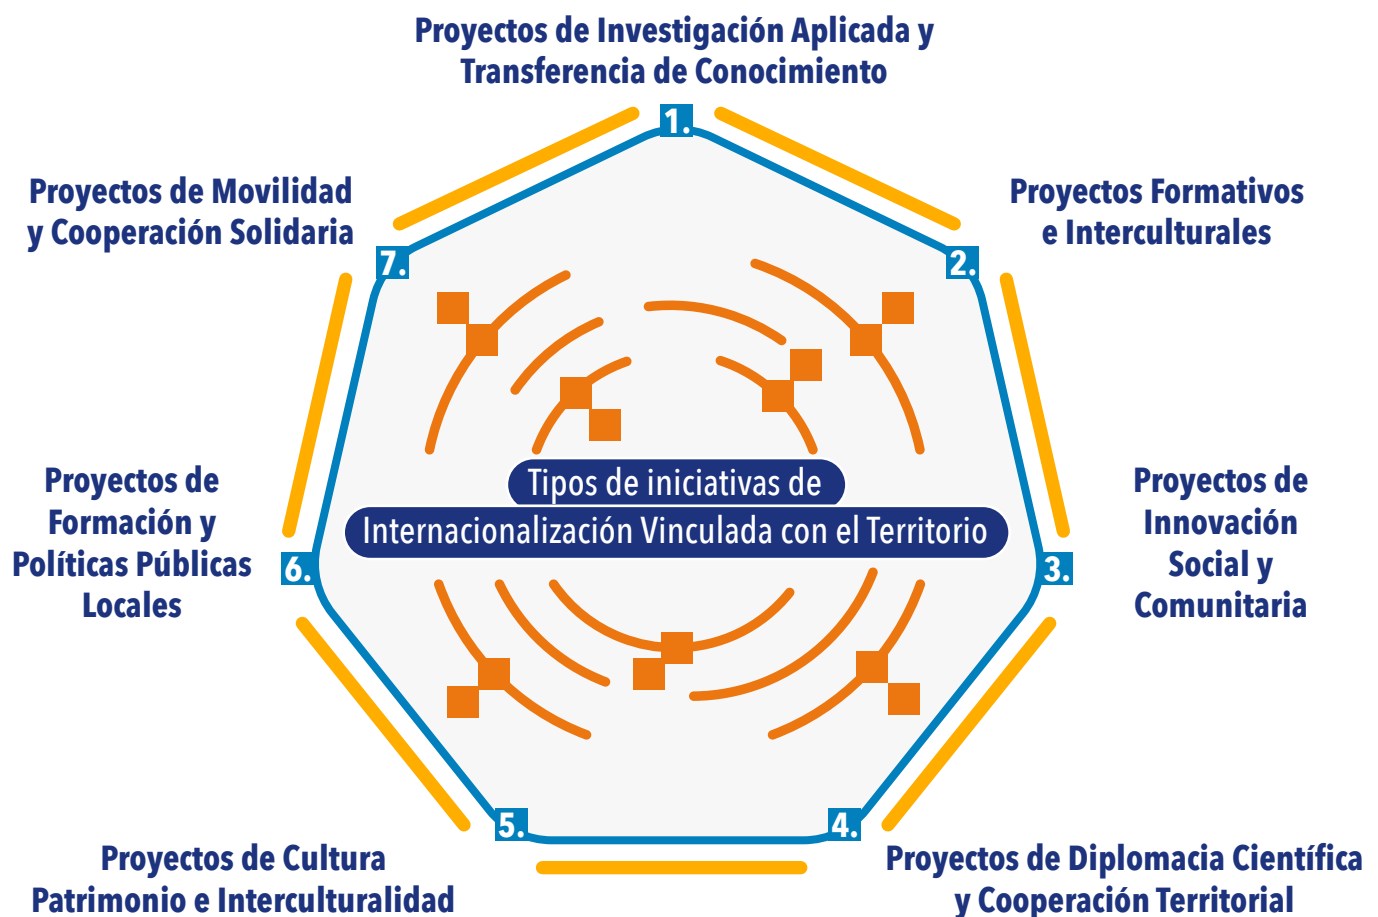 Proyectos de Investigación Aplicada y
Transferencia de Conocimiento
1.
Proyectos Formativos
e Interculturales
2.
Proyectos de
Innovación
Social y
Comunitaria
3.
Proyectos de Diplomacia Científica
y Cooperación Territorial
4.
Proyectos de Cultura
Patrimonio e Interculturalidad
5.
Proyectos de
Formación y
Políticas Públicas
Locales
6.
Proyectos de Movilidad
y Cooperación Solidaria
7.
Tipos de iniciativas de
Internacionalización Vinculada con el Territorio